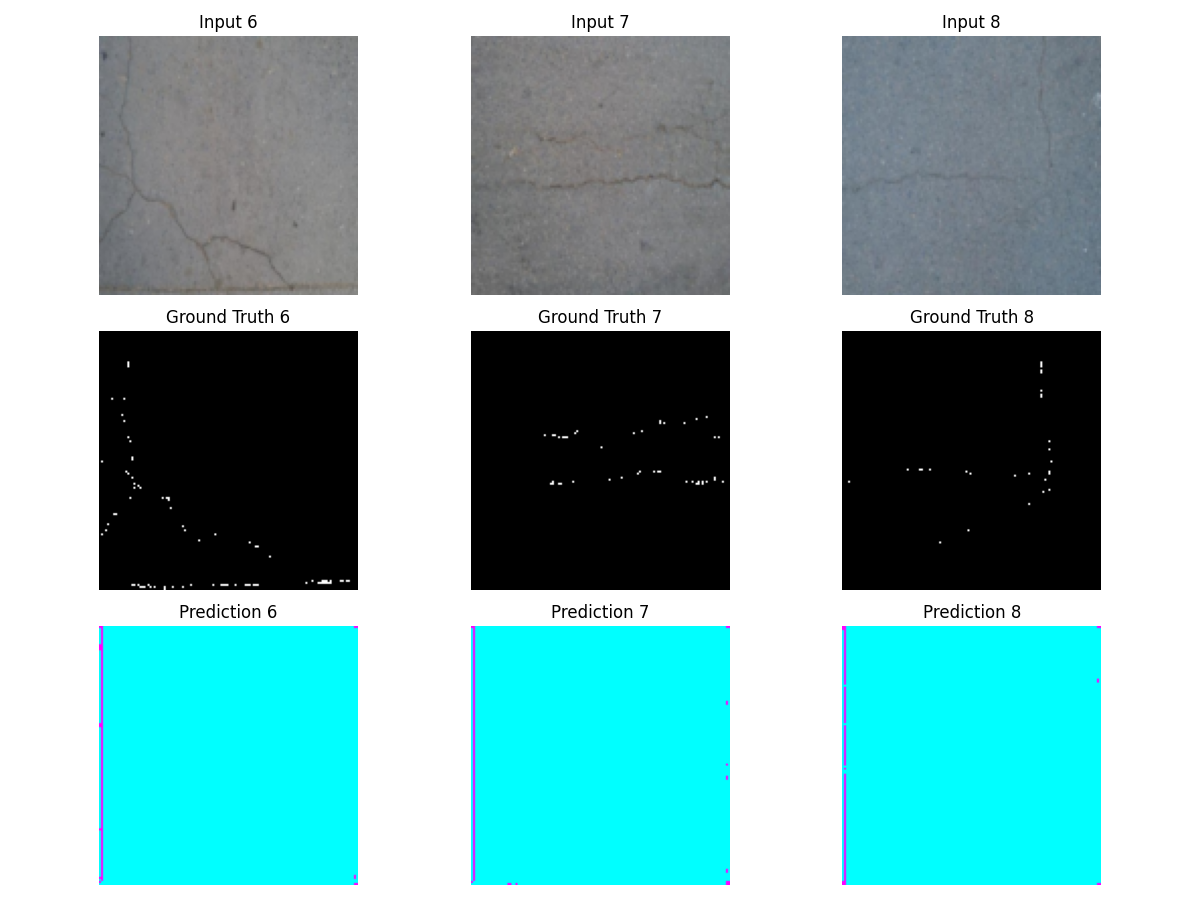 Input 6
Input 7
Input 8
Ground Truth 6
Ground Truth 7
Ground Truth 8
Prediction 6
Prediction 7
Prediction 8